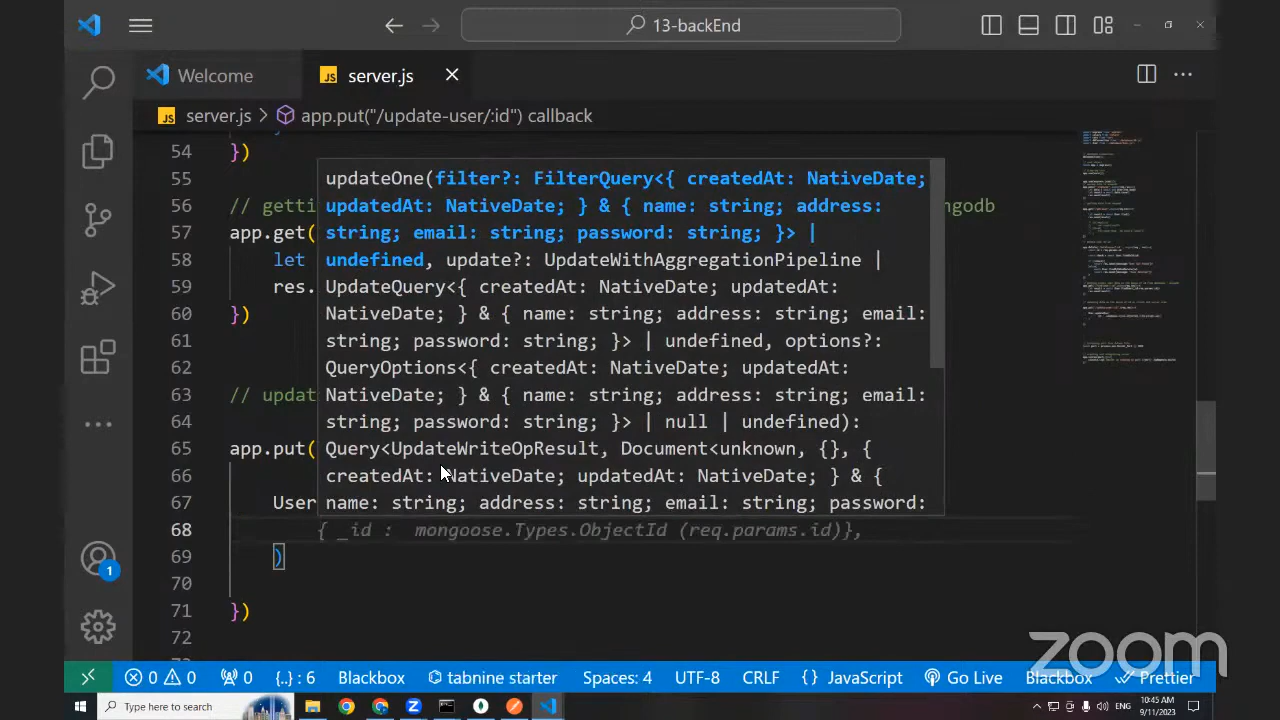 13-backEnd
Welcome
JS server.js
JS server.js > app.put("/update-user/:id") callback
54 })
55
56 // getti ngodb
57 app.get(
58 let
59 res.
60 })
61
62
63 // updat
64
65 app.put(
66
67 User
68 { _id : mongoose.Types.ObjectId (req.params.id)},
69 )
70
71 })
72
updateOne(filter?: FilterQuery<{ createdAt: NativeDate;
updatedAt: NativeDate; } & { name: string; address:
string; email: string; password: string; }> |
undefined, update?: UpdateWithAggregationPipeline |
UpdateQuery<{ createdAt: NativeDate; updatedAt:
NativeDate; } & { name: string; address: string; email:
string; password: string; }> | undefined, options?:
QueryOptions<{ createdAt: NativeDate; updatedAt:
NativeDate; } & { name: string; address: string; email:
string; password: string; }> | null | undefined):
Query<UpdateWriteOpResult, Document<unknown, {}, {
createdAt: NativeDate; updatedAt: NativeDate; } & {
name: string; address: string; email: string; password:
1
zoom
0 0 0 {..} : 6 Blackbox tabnine starter Spaces: 4 UTF-8 CRLF { } JavaScript Go Live Blackbox Prettier
Type here to search
ENG
10:45 AM
9/11/2023